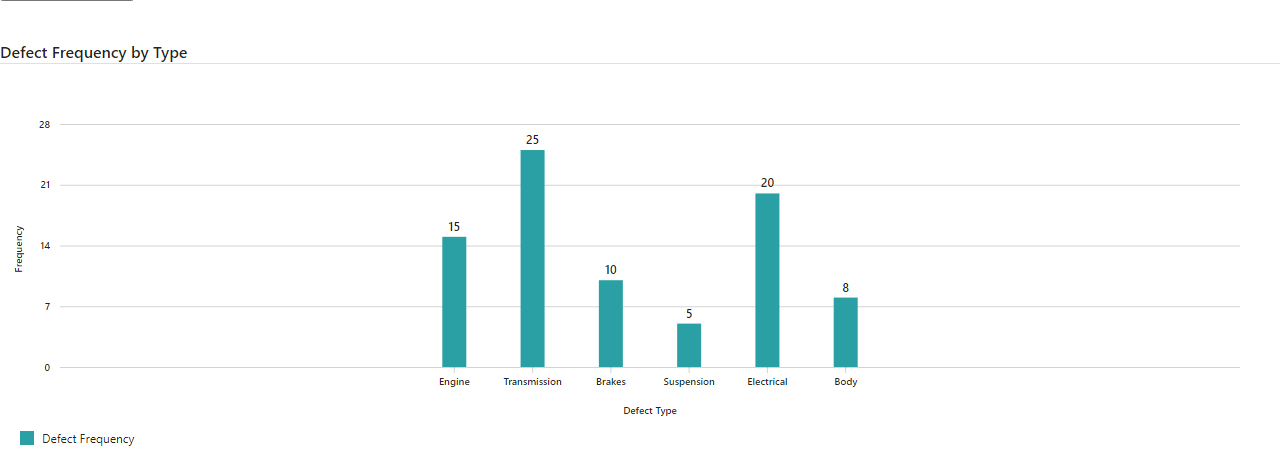 Defect Frequency by Type
28
25
21
20
15
14
Frequency
10
8
7
5
0
Engine Transmission Brakes Suspension Electrical Body
Defect Type
Defect Frequency